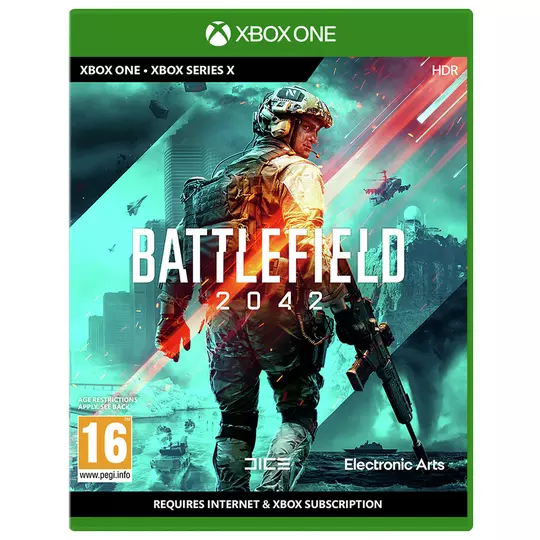 XBOX ONE
XBOX ONE • XBOX SERIES X
HDR
BATTLEFIELD
2042
AGE RESTRICTIONS
APPLY, SEE BACK
16
www.pegi.info
DICE
Electronic Arts
REQUIRES INTERNET & XBOX SUBSCRIPTION